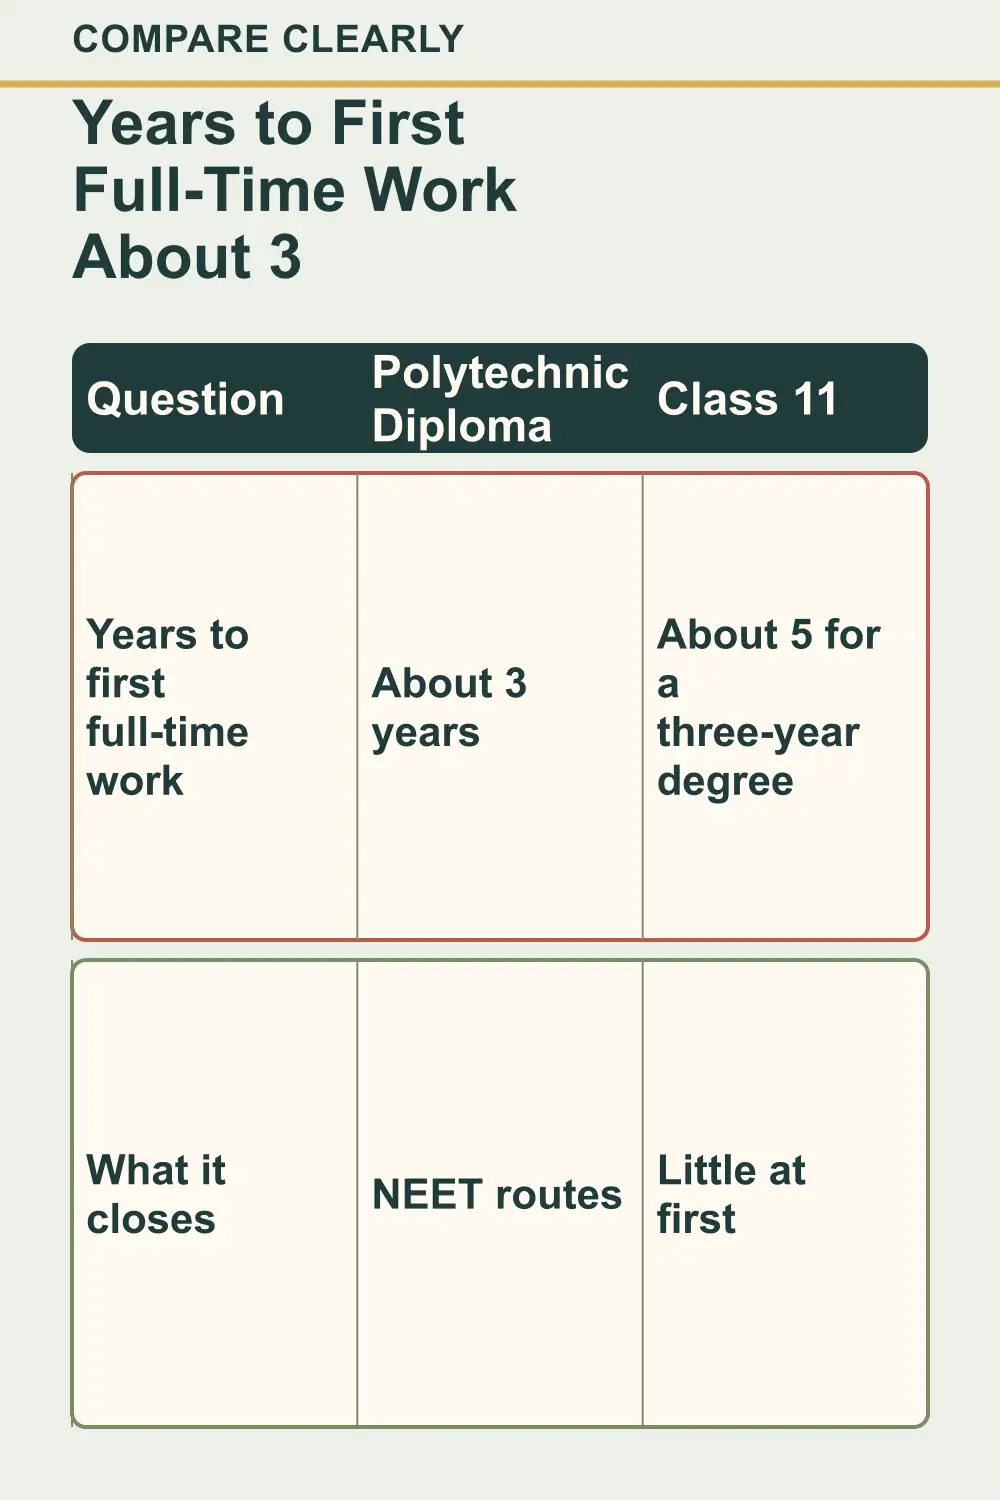 COMPARE CLEARLY
Years to First
Full-Time Work
About 3
Question
Polytechnic
Diploma
Class 11
Years to
first
full-time
work
About 3
years
About 5 for
a
three-year
degree
What it
closes
NEET routes
Little at
first